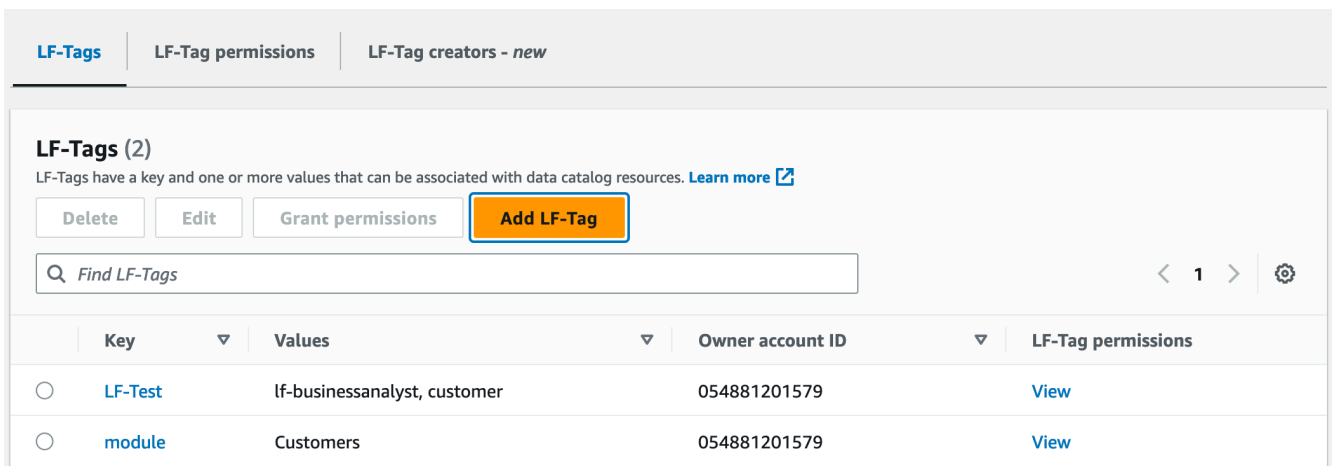 LF-Tags LF-Tag permissions LF-Tag creators - new
LF-Tags (2)
LF-Tags have a key and one or more values that can be associated with data catalog resources. Learn more
Delete Edit Grant permissions Add LF-Tag
Find LF-Tags 1
Key Values Owner account ID LF-Tag permissions
LF-Test lf-businessanalyst, customer 054881201579 View
module Customers 054881201579 View